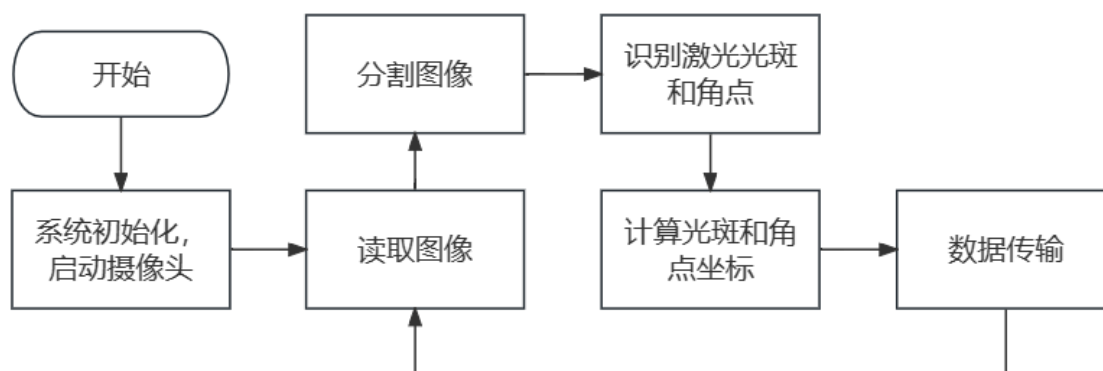 开始
系统初始化，
启动摄像头
读取图像
分割图像
识别激光光斑
和角点
计算光斑和角
点坐标
数据传输